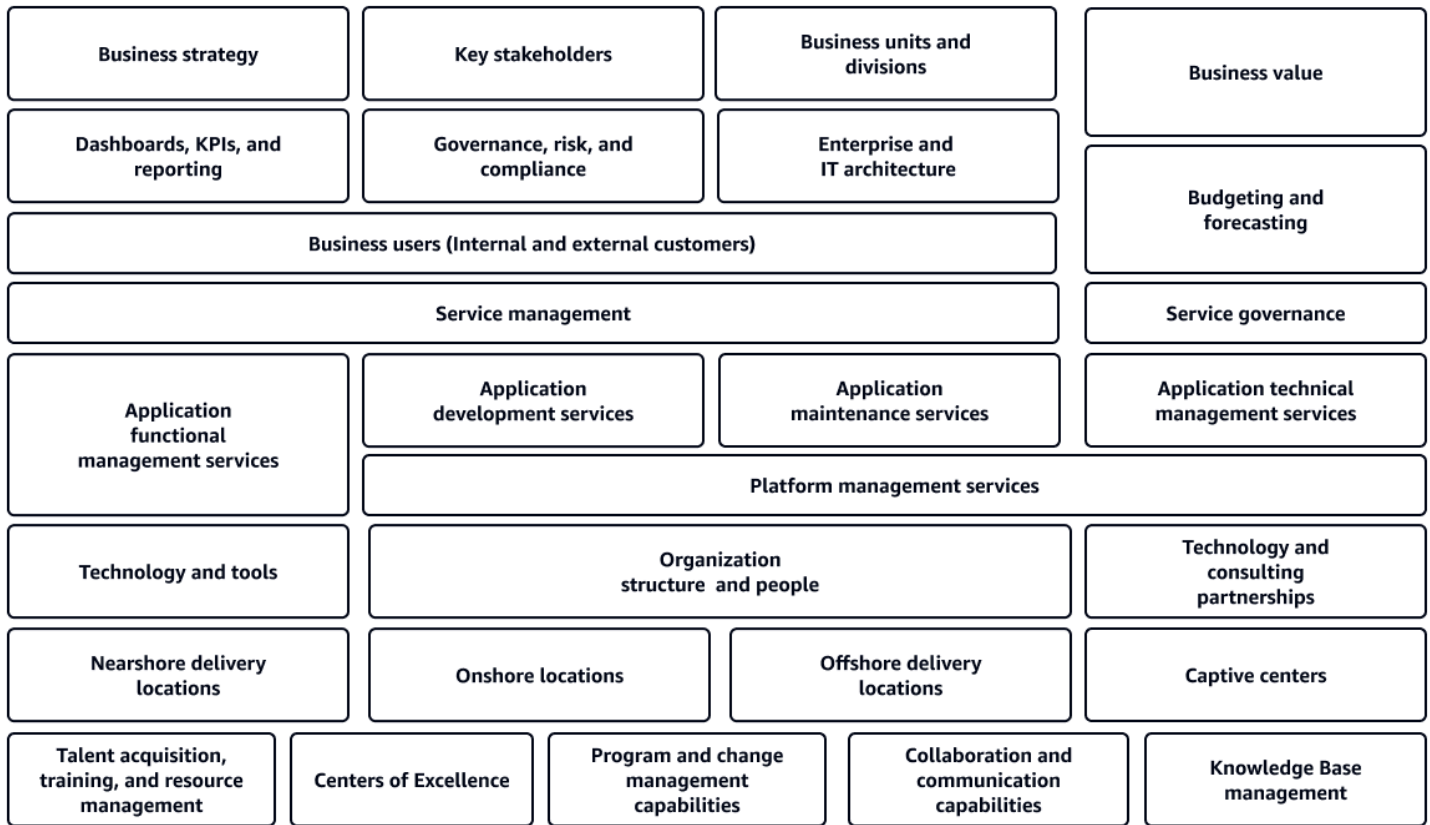 Business strategy
Key stakeholders
Business units and
divisions
Business value
Dashboards, KPIs, and
reporting
Governance, risk, and
compliance
Enterprise and
IT architecture
Budgeting and
forecasting
Business users (Internal and external customers)
Service management
Service governance
Application
functional
management services
Application
development services
Application
maintenance services
Application technical
management services
Platform management services
Technology and tools
Organization
structure and people
Technology and
consulting
partnerships
Nearshore delivery
locations
Onshore locations
Offshore delivery
locations
Captive centers
Talent acquisition,
training, and resource
management
Centers of Excellence
Program and change
management
capabilities
Collaboration and
communication
capabilities
Knowledge Base
management